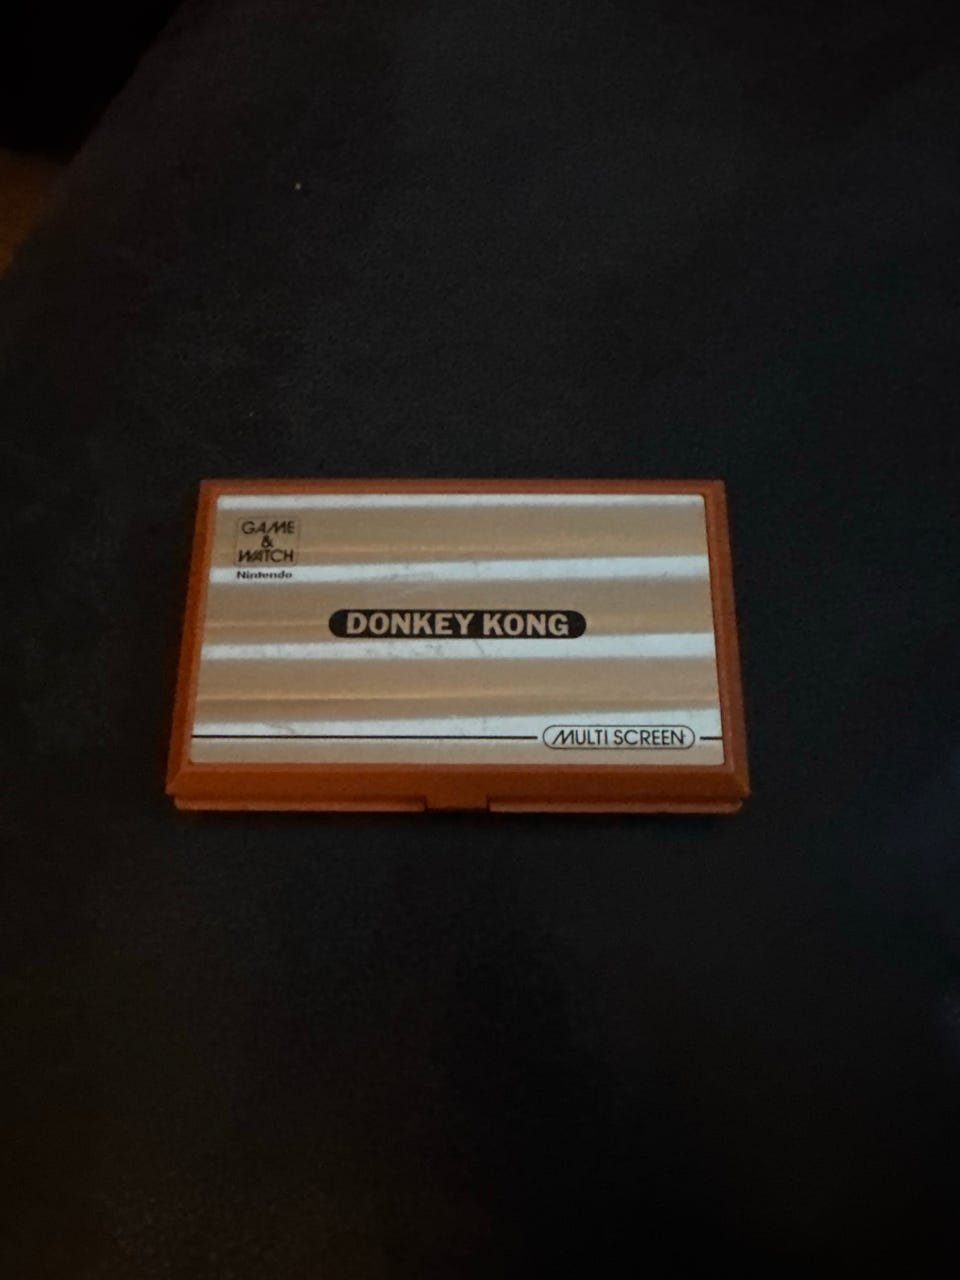 GAME
&
WATCH
Nintendo
DONKEY KONG
MULTI SCREEN